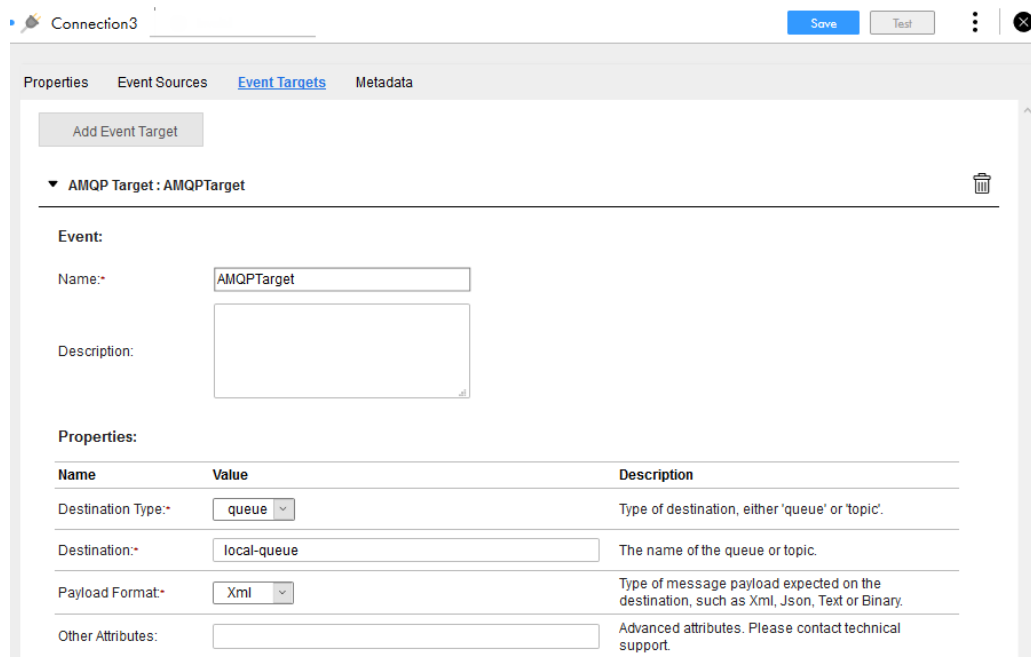 Connection3
Save
Test
Properties Event Sources Event Targets Metadata
Add Event Target
AMQP Target : AMQPTarget
Event:
Name:* AMQPTarget
Description:
Properties:
Name Value Description
Destination Type:* queue Type of destination, either 'queue' or 'topic'.
Destination:* local-queue The name of the queue or topic.
Payload Format:* Xml Type of message payload expected on the
destination, such as Xml, Json, Text or Binary.
Other Attributes: Advanced attributes. Please contact technical
support.